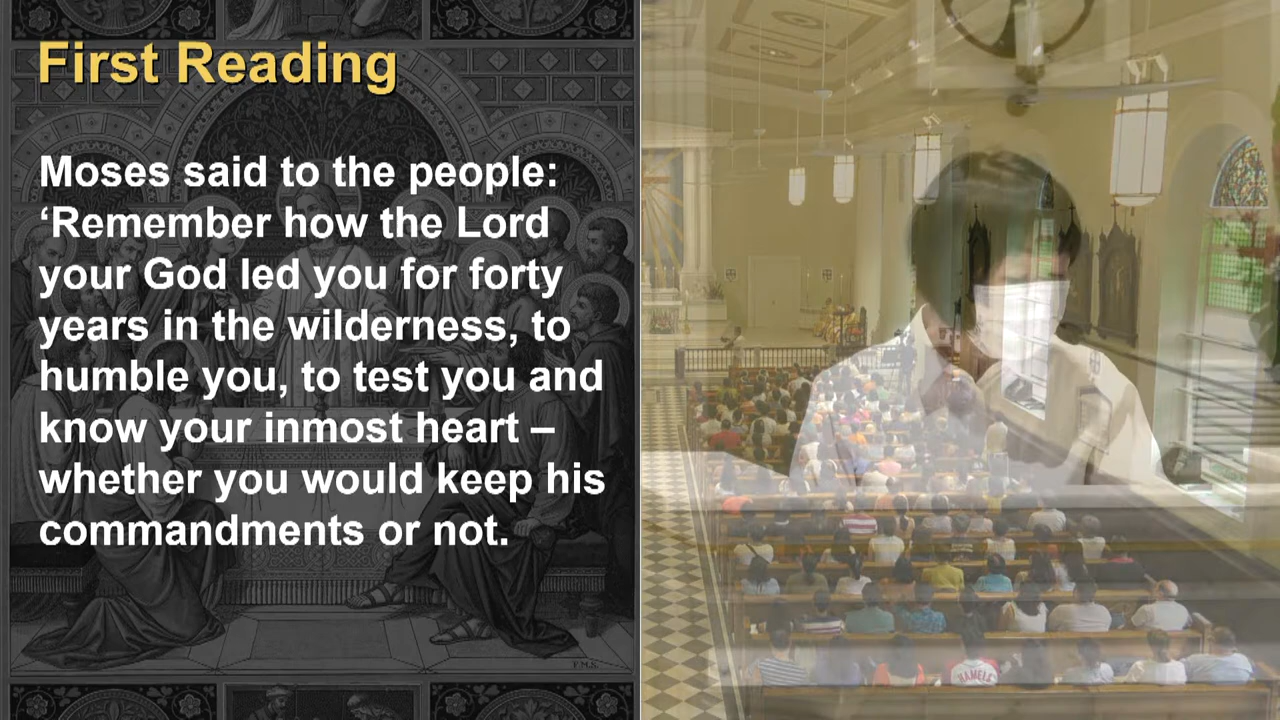 First Reading
Moses said to the people:
‘Remember how the Lord
your God led you for forty
years in the wilderness, to
humble you, to test you and
know your inmost heart –
whether you would keep his
commandments or not.
F.M.S.
HAMELS